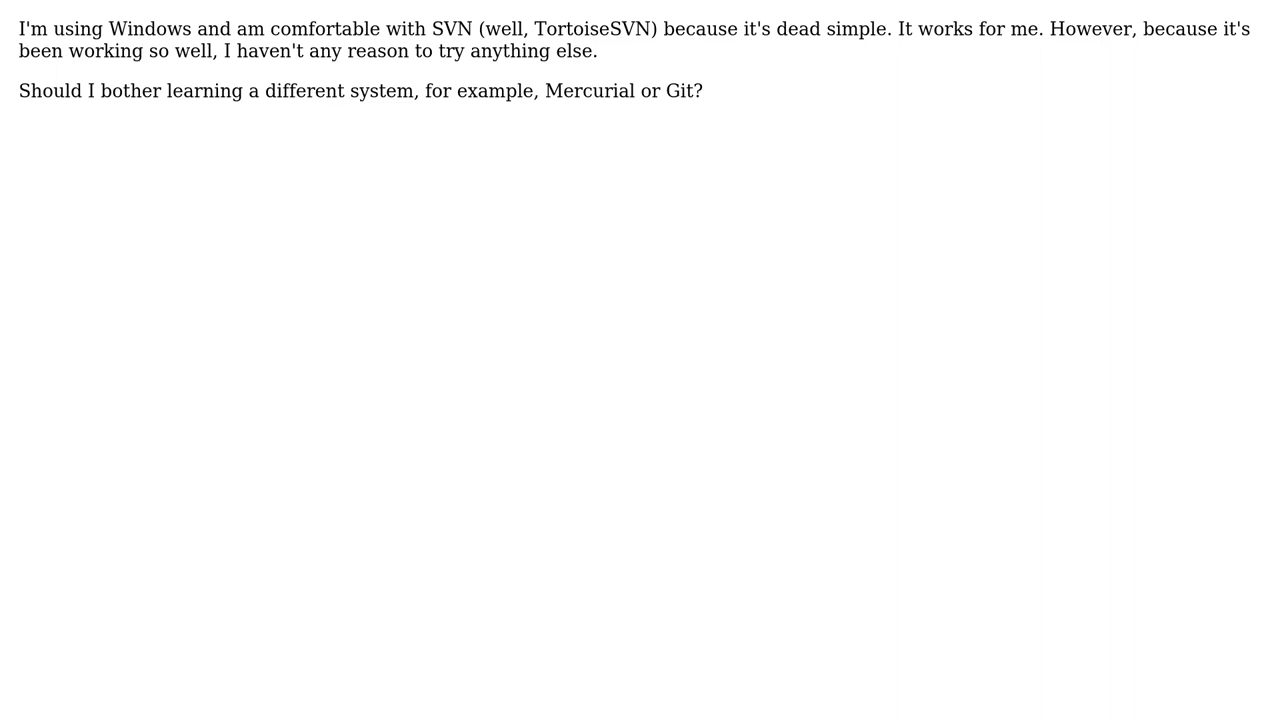 I'm using Windows and am comfortable with SVN (well, TortoiseSVN) because it's dead simple. It works for me. However, because it's
been working so well, I haven't any reason to try anything else.
Should I bother learning a different system, for example, Mercurial or Git?